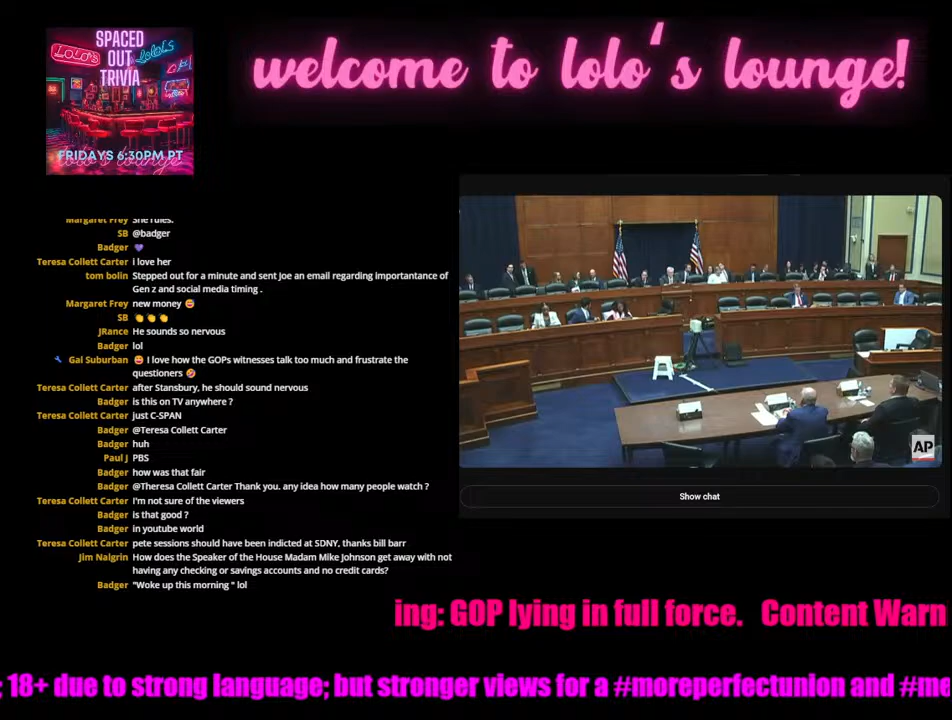 SPACED
OUT
TRIVIA
LOLO'S
FRIDAYS 6:30PM PT
lolo's lounge
welcome to lolo's lounge!
Margaret Frey She rules.
SB @badger
Badger 💜
Teresa Collett Carter i love her
tom bolin Stepped out for a minute and sent Joe an email regarding importantance of
Gen z and social media timing .
Margaret Frey new money 😅
SB 👏👏👏
JRance He sounds so nervous
Badger lol
Gal Suburban 🤩 I love how the GOPs witnesses talk too much and frustrate the
questioners 🤣
Teresa Collett Carter after Stansbury, he should sound nervous
Badger is this on TV anywhere ?
Teresa Collett Carter just C-SPAN
Badger @Teresa Collett Carter
Badger huh
Paul J PBS
Badger how was that fair
Badger @Theresa Collett Carter Thank you. any idea how many people watch ?
Teresa Collett Carter I'm not sure of the viewers
Badger is that good ?
Badger in youtube world
Teresa Collett Carter pete sessions should have been indicted at SDNY, thanks bill barr
Jim Nalgrin How does the Speaker of the House Madam Mike Johnson get away with not
having any checking or savings accounts and no credit cards?
Badger "Woke up this morning " lol
AP
Show chat
ing: GOP lying in full force. Content Warn
; 18+ due to strong language; but stronger views for a #moreperfectunion and #me